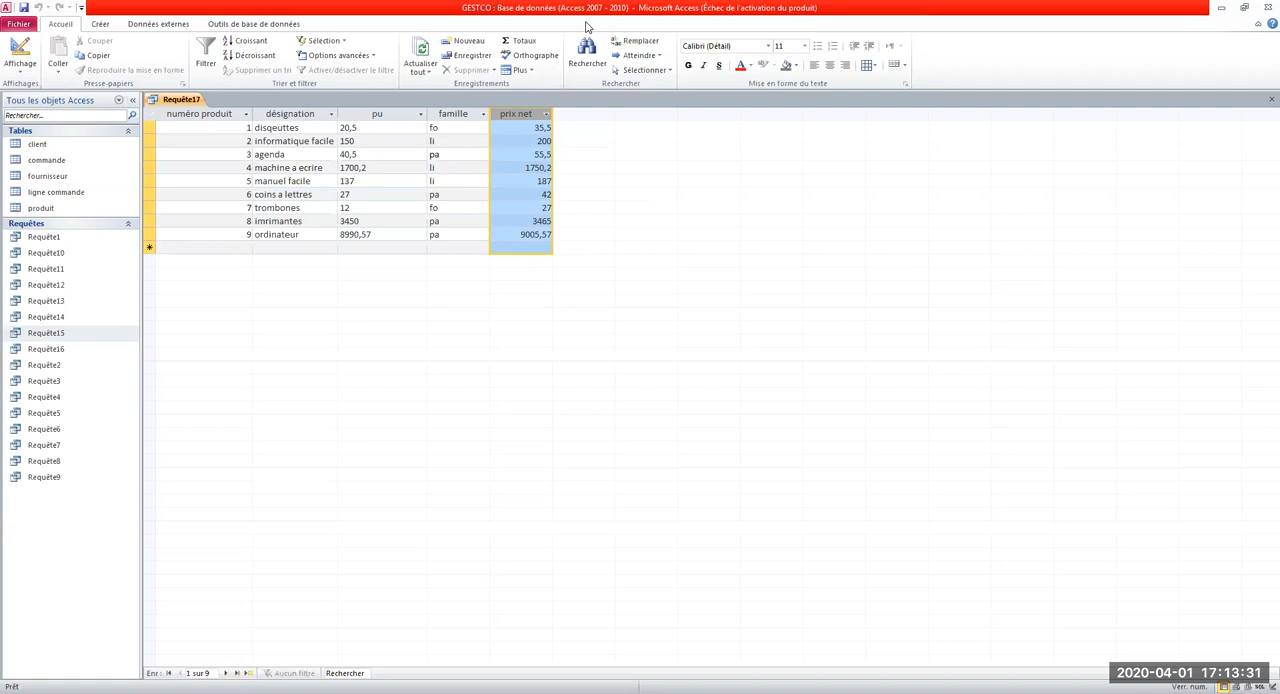 GESTCO : Base de données (Access 2007 - 2010) - Microsoft Access (Échec de l'activation du produit)
Fichier Accueil Créer Données externes Outils de base de données
Affichage
Affichages
Coller
Couper
Copier
Reproduire la mise en forme
Presse-papiers
Filtrer
Croissant
Décroissant
Supprimer un tri
Sélection
Options avancées
Activer/désactiver le filtre
Trier et filtrer
Actualiser tout
Nouveau
Enregistrer
Supprimer
Totaux
Orthographe
Plus
Enregistrements
Rechercher
Remplacer
Atteindre
Sélectionner
Rechercher
Calibri (Détail) 11
G I S
Mise en forme du texte
Tous les objets Access
Rechercher...
Tables
client
commande
fournisseur
ligne commande
produit
Requêtes
Requête1
Requête10
Requête11
Requête12
Requête13
Requête14
Requête15
Requête16
Requête2
Requête3
Requête4
Requête5
Requête6
Requête7
Requête8
Requête9
Requête17
numéro produit désignation pu famille prix net
1 disqeuttes 20,5 fo 35,5
2 informatique facile 150 li 200
3 agenda 40,5 pa 55,5
4 machine a ecrire 1700,2 li 1750,2
5 manuel facile 137 li 187
6 coins a lettres 27 pa 42
7 trombones 12 fo 27
8 imrimantes 3450 pa 3465
9 ordinateur 8990,57 pa 9005,57
Enr : 1 sur 9 Aucun filtre Rechercher
2020-04-01 17:13:31
Prêt Verr. num. SQL